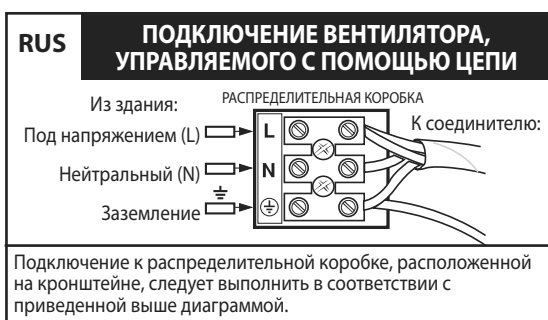 RUS
ПОДКЛЮЧЕНИЕ ВЕНТИЛЯТОРА,
УПРАВЛЯЕМОГО С ПОМОЩЬЮ ЦЕПИ
Из здания:
РАСПРЕДЕЛИТЕЛЬНАЯ КОРОБКА
К соединителю:
Под напряжением (L)
L
Нейтральный (N)
N
Заземление
Подключение к распределительной коробке, расположенной
на кронштейне, следует выполнить в соответствии с
приведенной выше диаграммой.